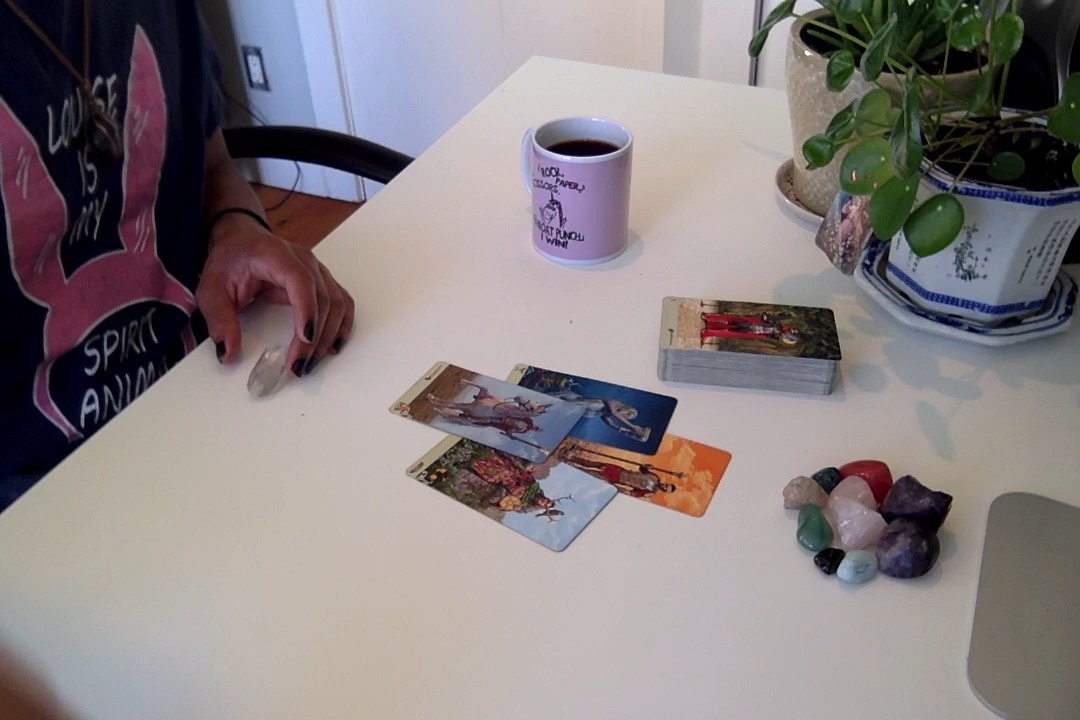 LOUISE
IS
MY
SPIRIT
ANIMAL
(ROCK,
PAPER,
SCISSORS,
THROAT PUNCH,
I WIN!